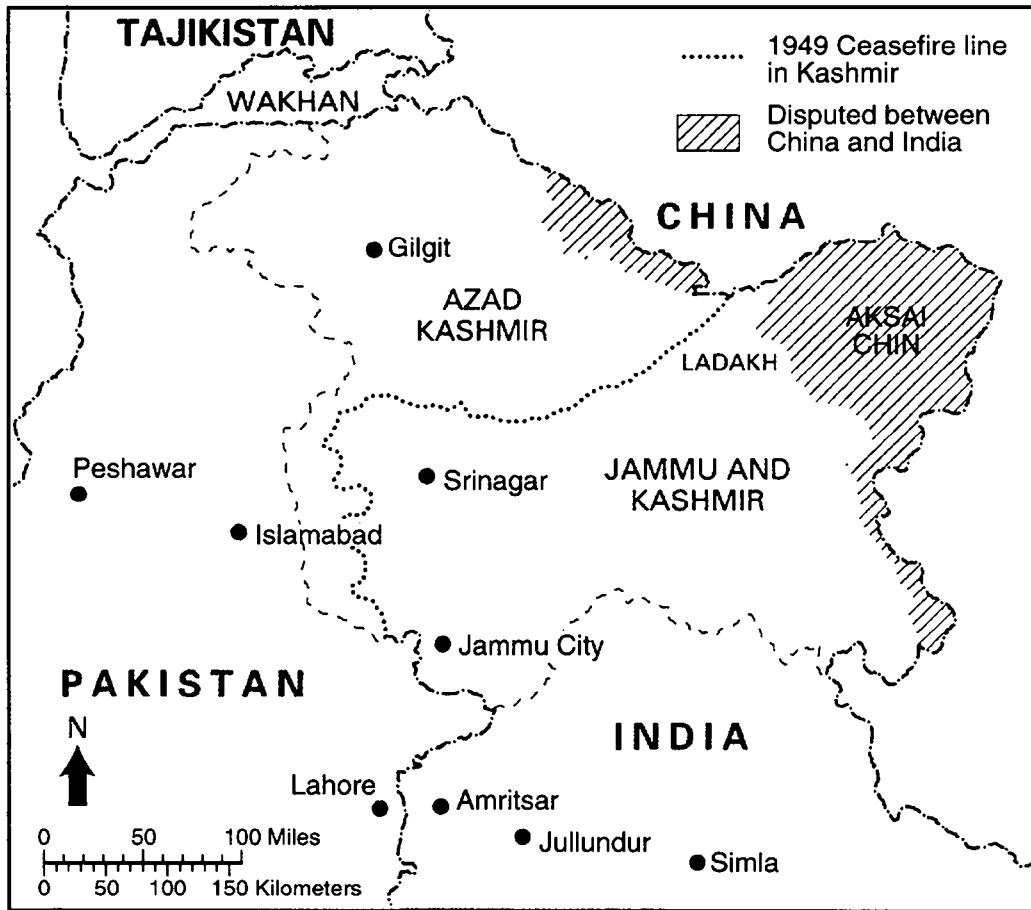 TAJIKISTAN
WAKHAN
1949 Ceasefire line
in Kashmir
Disputed between
China and India
CHINA
Gilgit
AZAD
KASHMIR
AKSAI
CHIN
LADAKH
Peshawar
Srinagar
JAMMU AND
KASHMIR
Islamabad
Jammu City
PAKISTAN
N
INDIA
Lahore
Amritsar
Jullundur
Simla
0 50 100 Miles
0 50 100 150 Kilometers